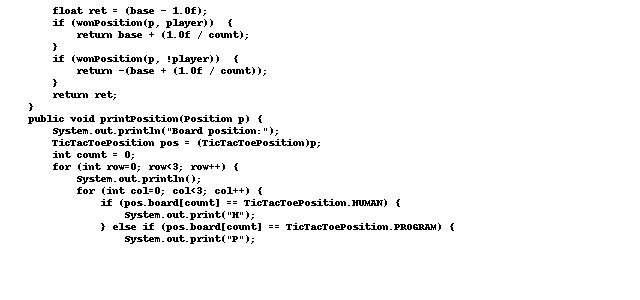 float ret = (base - 1.0f);
if (wonPosition(p, player))  {
return base + (1.0f / count);
}
if (wonPosition(p, !player))  {
return -(base + (1.0f / count));
}
return ret;
}
public void printPosition(Position p) {
System.out.println("Board position:");
TicTacToePosition pos = (TicTacToePosition)p;
int count = 0;
for (int row=0; row<3; row++) {
System.out.println();
for (int col=0; col<3; col++) {
if (pos.board[count] == TicTacToePosition.HUMAN) {
System.out.print("H");
} else if (pos.board[count] == TicTacToePosition.PROGRAM) {
System.out.print("P");